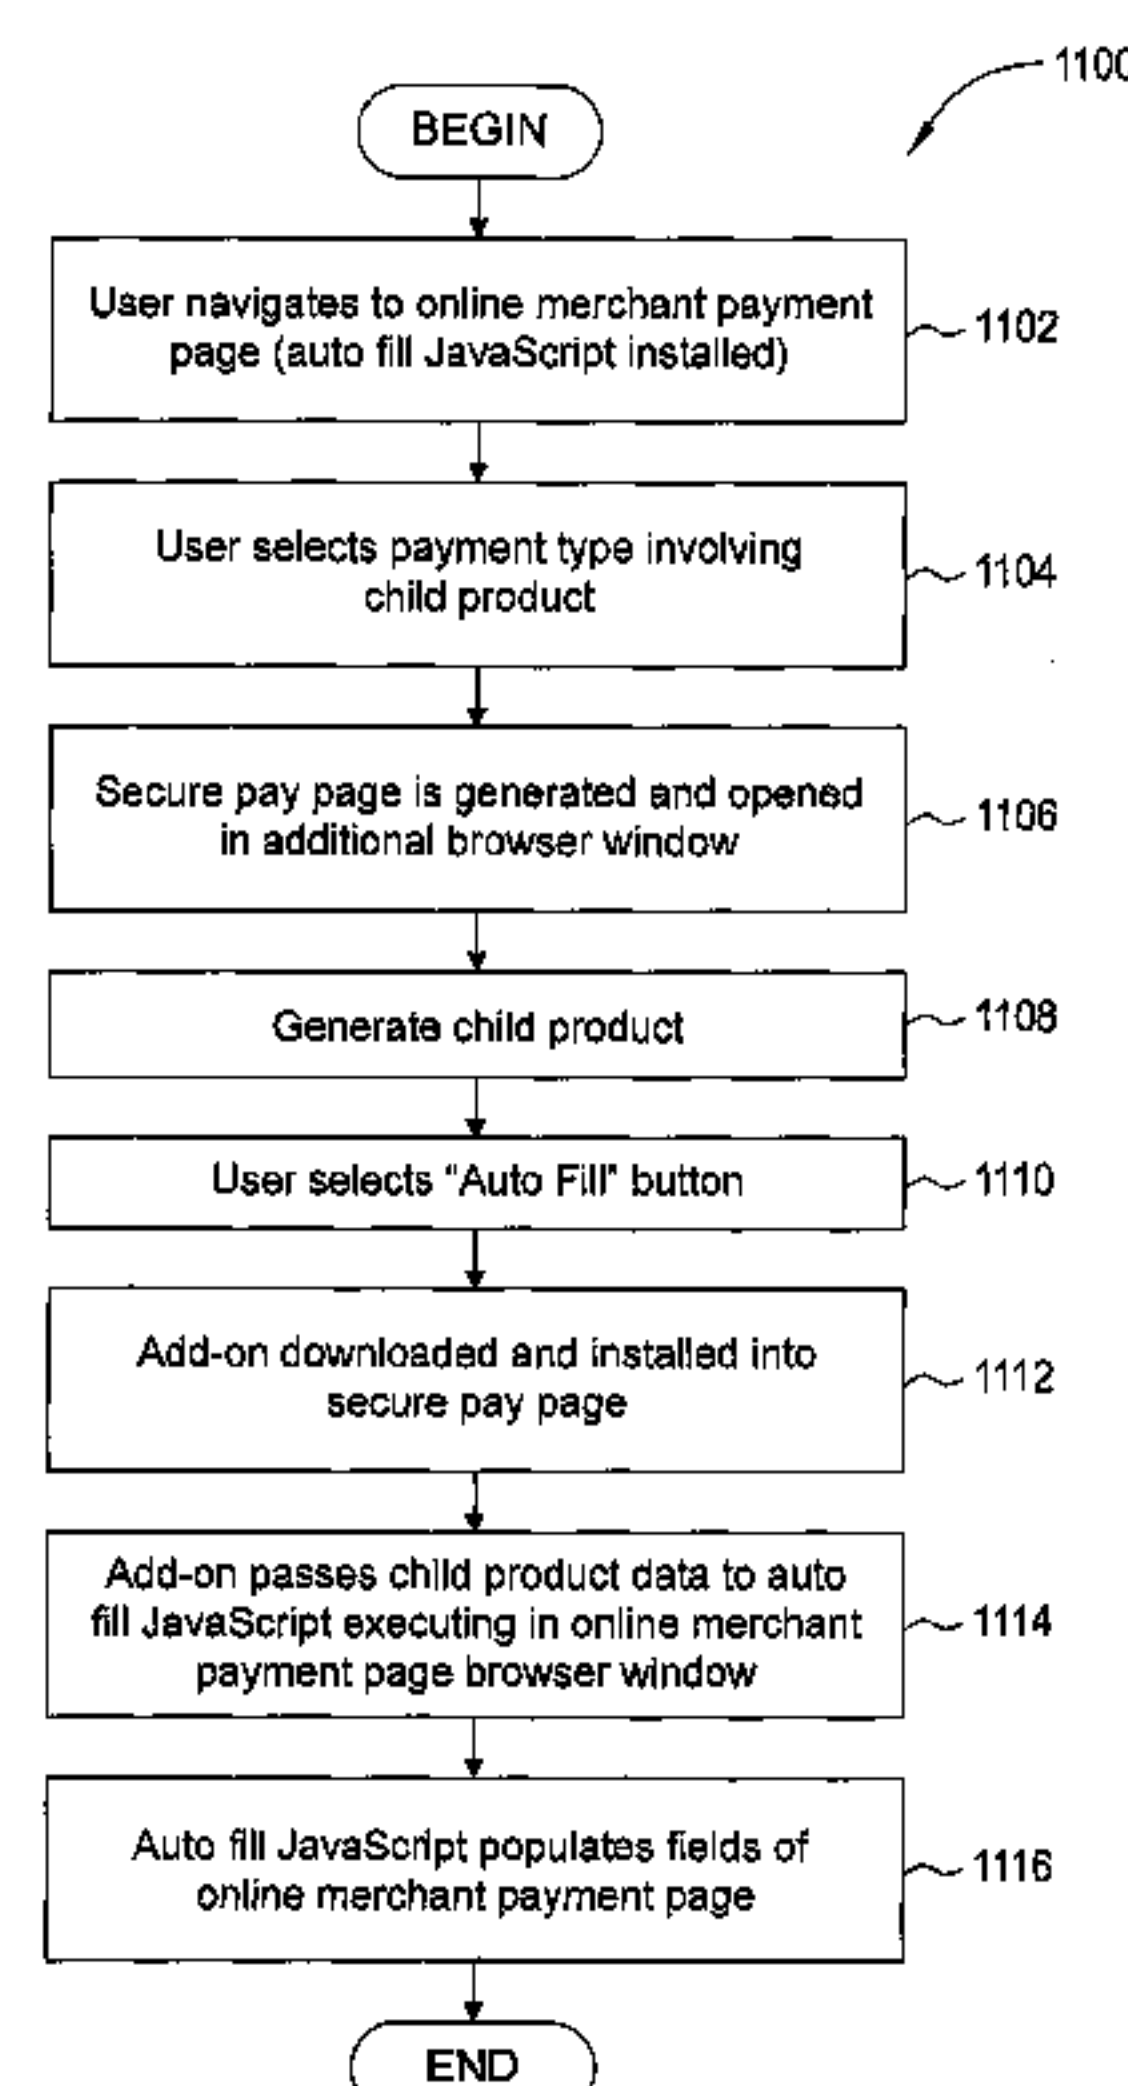 1100
BEGIN
User navigates to online merchant payment
page (auto fill JavaScript installed)
1102
User selects payment type involving
child product
1104
Secure pay page is generated and opened
in additional browser window
1106
Generate child product
1108
User selects "Auto Fill" button
1110
Add-on downloaded and installed into
secure pay page
1112
Add-on passes child product data to auto
fill JavaScript executing in online merchant
payment page browser window
1114
Auto fill JavaScript populates fields of
online merchant payment page
1116
END